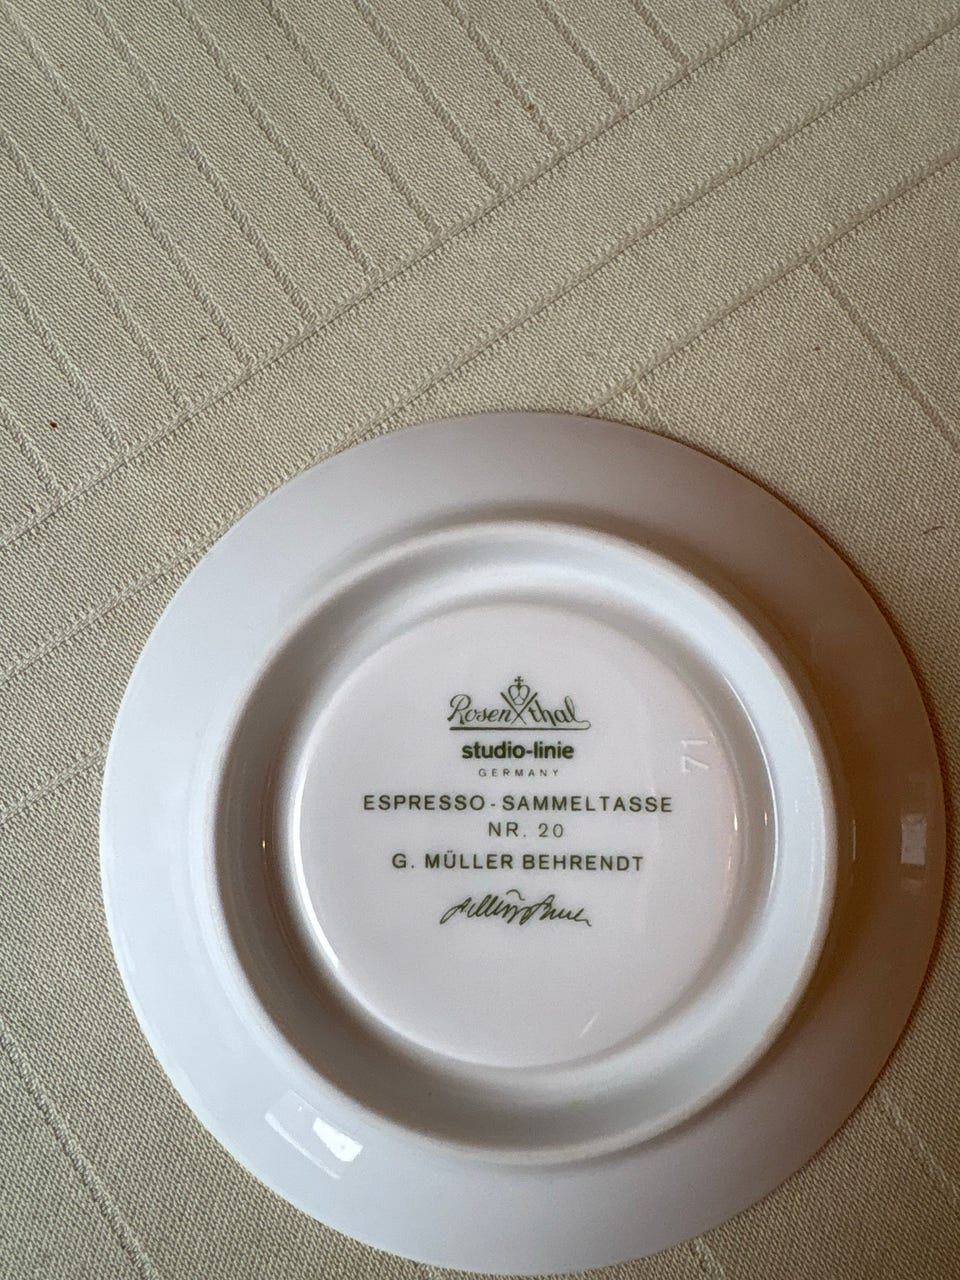 Rosenthal
studio-linie
GERMANY
ESPRESSO-SAMMELTASSE
NR. 20
G. MÜLLER BEHRENDT
71